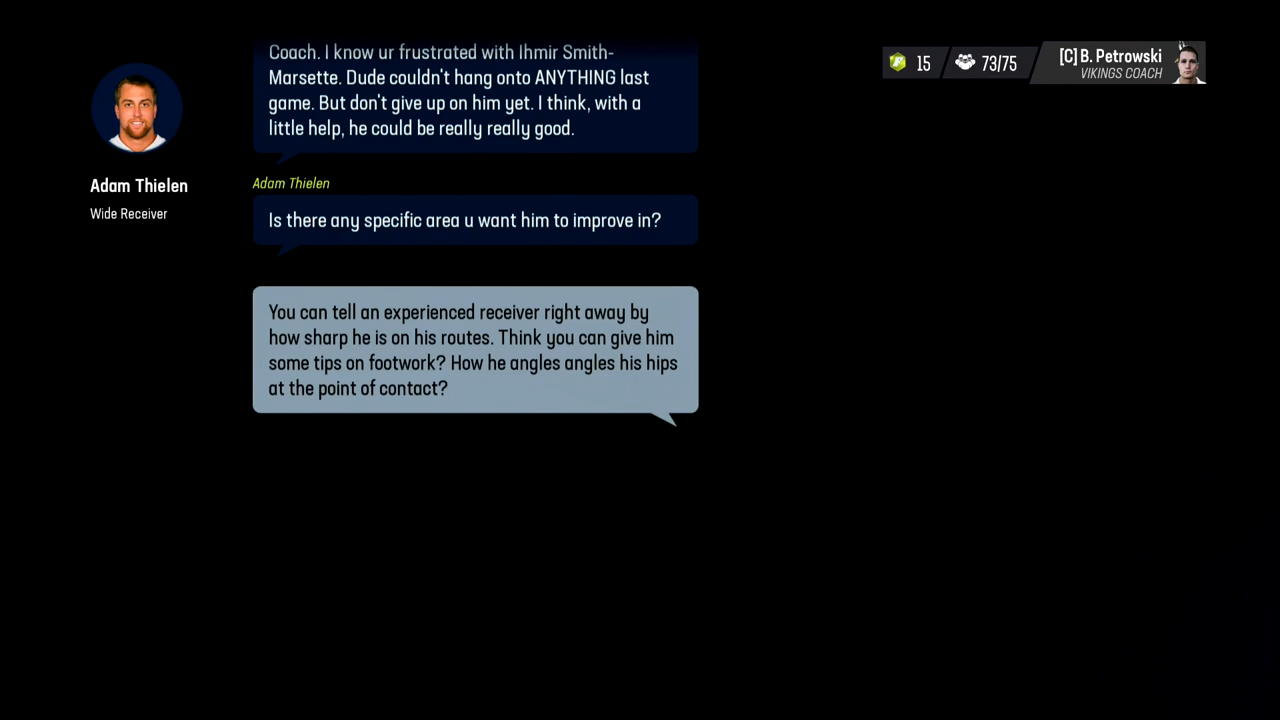 Coach. I know ur frustrated with Ihmir Smith-
Marsette. Dude couldn't hang onto ANYTHING last
game. But don't give up on him yet. I think, with a
little help, he could be really really good.
Adam Thielen
Wide Receiver
Adam Thielen
Is there any specific area u want him to improve in?
You can tell an experienced receiver right away by
how sharp he is on his routes. Think you can give him
some tips on footwork? How he angles angles his hips
at the point of contact?
15
73/75
[C] B. Petrowski
VIKINGS COACH